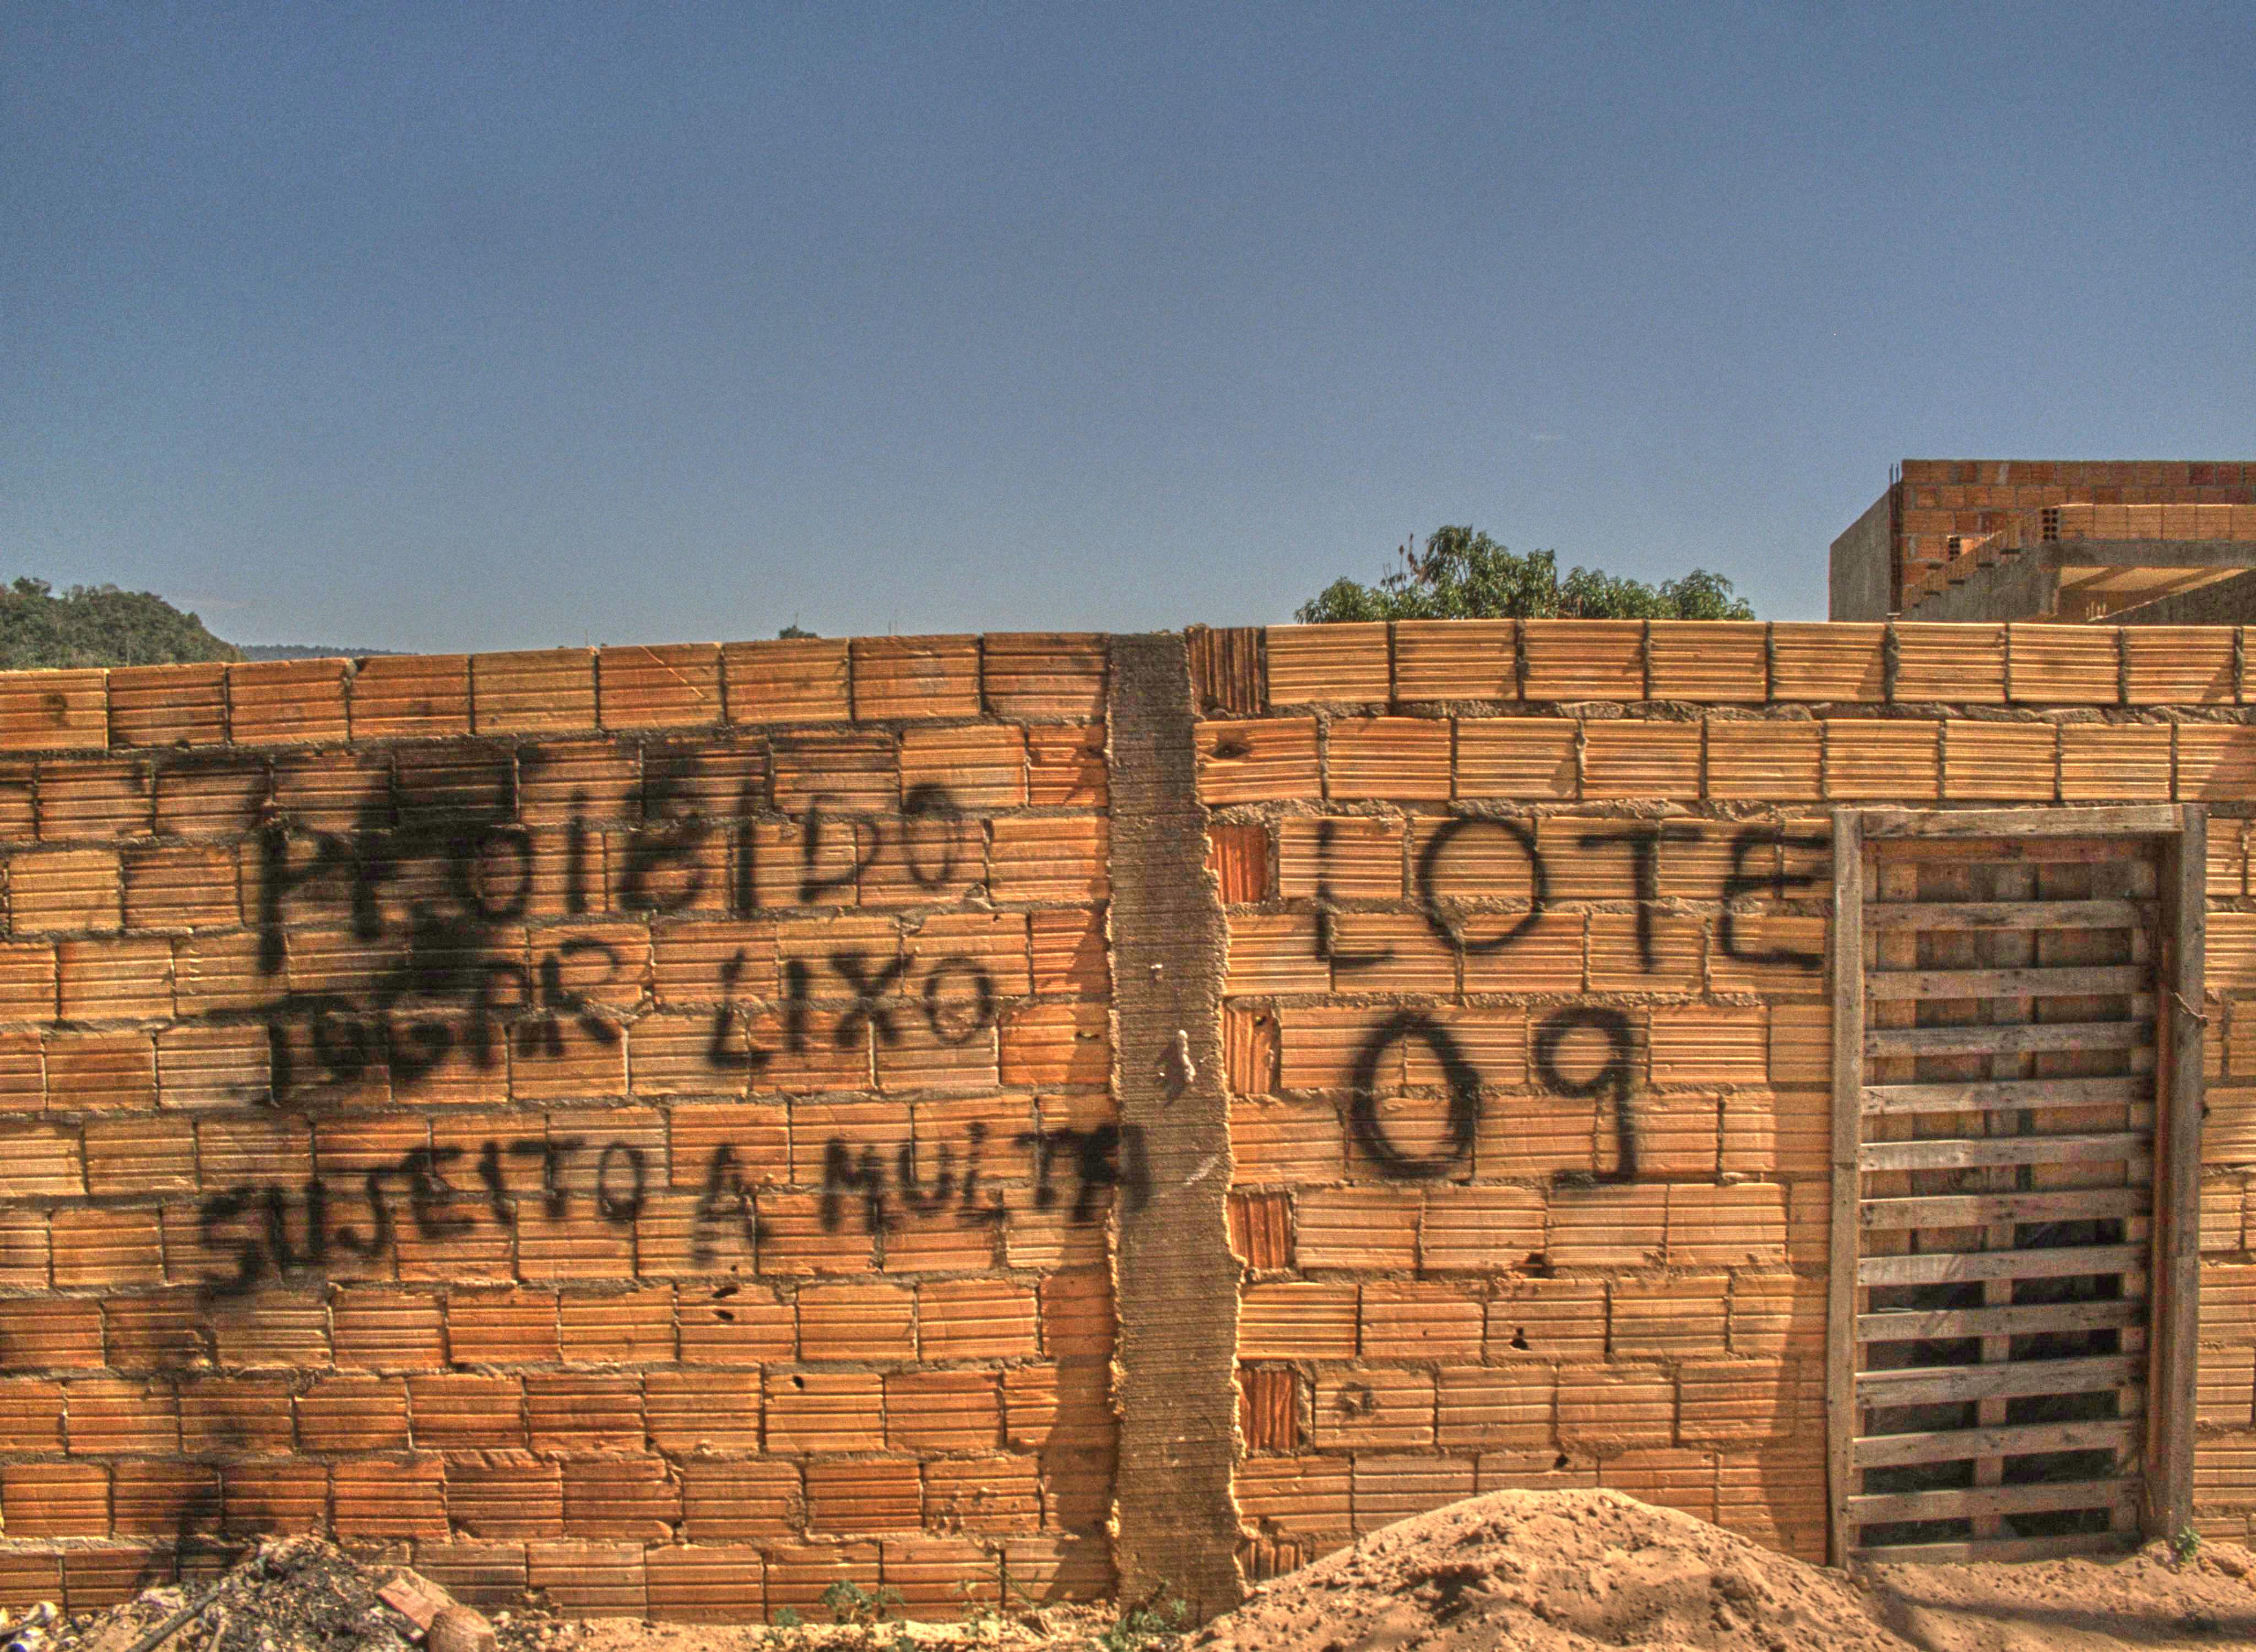 PROIBIDO
JOGAR LIXO
SUJEITO A MULTA
LOTE
09